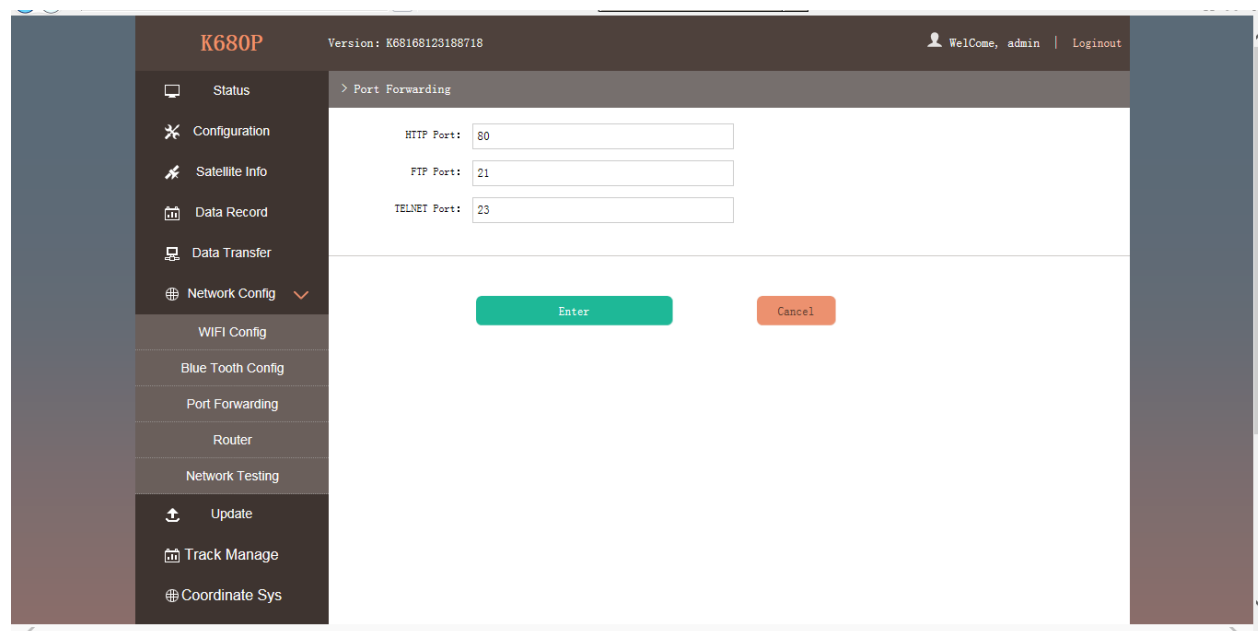 K680P
Version: K68168123188718
WelCome, admin | Loginout
Status
Configuration
Satellite Info
Data Record
Data Transfer
Network Config
WIFI Config
Blue Tooth Config
Port Forwarding
Router
Network Testing
Update
Track Manage
Coordinate Sys
> Port Forwarding
HTTP Port: 80
FTP Port: 21
TELNET Port: 23
Enter
Cancel